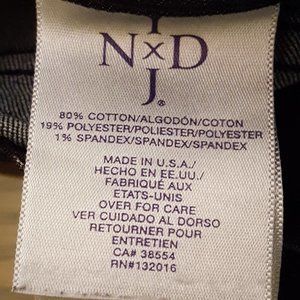 N×D
J®
80% COTTON/ALGODÓN/COTON
19% POLYESTER/POLIESTER/POLYESTER
1% SPANDEX/SPANDEX/SPANDEX
MADE IN U.S.A./
HECHO EN EE.UU./
FABRIQUÉ AUX
ETATS-UNIS
OVER FOR CARE
VER CUIDADO AL DORSO
RETOURNER POUR
ENTRETIEN
CA# 38554
RN#132016